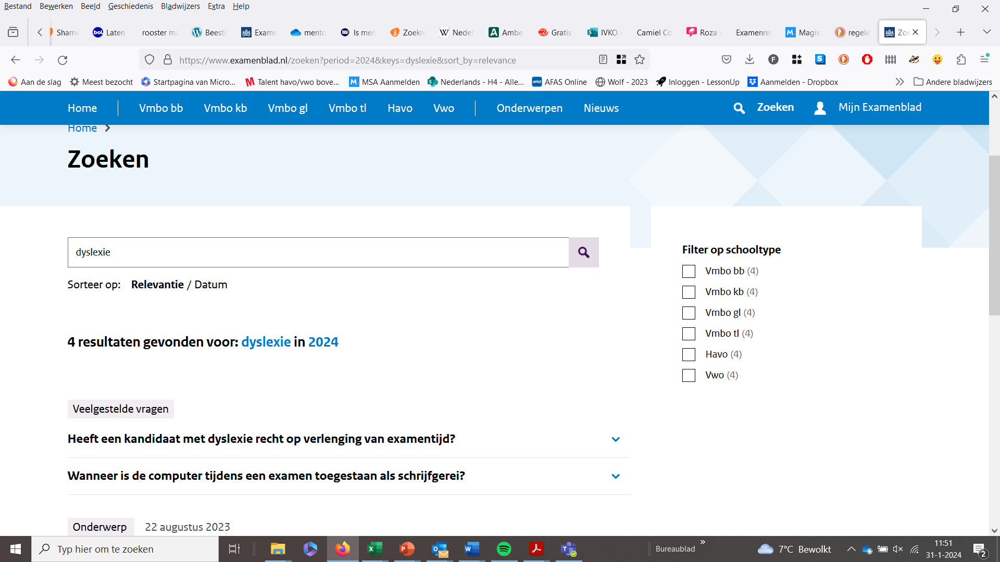 Bestand Bewerken Beeld Geschiedenis Bladwijzers Extra Help
Shame Laten rooster ma Beesti Exame mento Is men Zoekre Neder Ambe Gratis IVKO - Camiel Co Roza v Examenreg Magis regele Zoe
https://www.examenblad.nl/zoeken?period=2024&keys=dyslexie&sort_by=relevance
Aan de slag Meest bezocht Startpagina van Micro... Talent havo/vwo bove... MSA Aanmelden Nederlands - H4 - Alle... AFAS Online Wolf - 2023 Inloggen - LessonUp Aanmelden - Dropbox Andere bladwijzers
Home Vmbo bb Vmbo kb Vmbo gl Vmbo tl Havo Vwo Onderwerpen Nieuws Zoeken Mijn Examenblad
Home
Zoeken
dyslexie
Sorteer op: Relevantie / Datum
4 resultaten gevonden voor: dyslexie in 2024
Filter op schooltype
Vmbo bb (4)
Vmbo kb (4)
Vmbo gl (4)
Vmbo tl (4)
Havo (4)
Vwo (4)
Veelgestelde vragen
Heeft een kandidaat met dyslexie recht op verlenging van examentijd?
Wanneer is de computer tijdens een examen toegestaan als schrijfgerei?
Onderwerp 22 augustus 2023
Typ hier om te zoeken
Bureaublad
7°C Bewolkt
11:51
31-1-2024
2